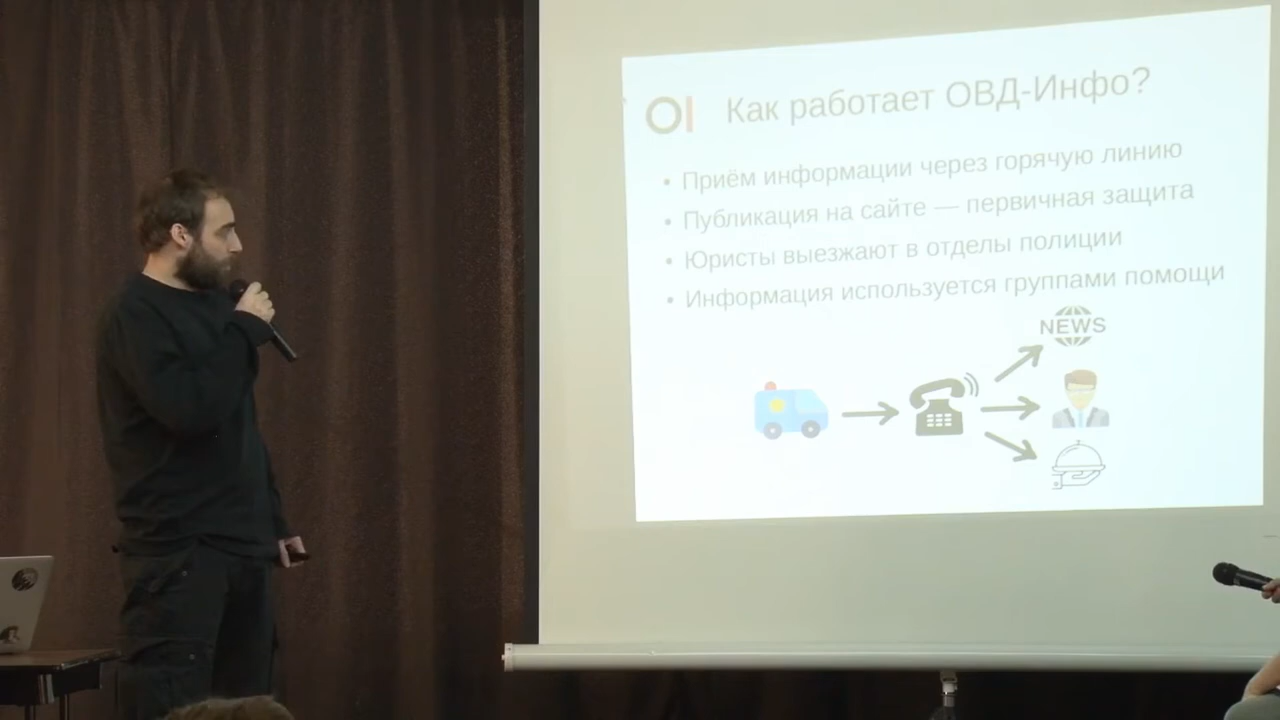 OI Как работает ОВД-Инфо?
• Приём информации через горячую линию
• Публикация на сайте — первичная защита
• Юристы выезжают в отделы полиции
• Информация используется группами помощи
NEWS